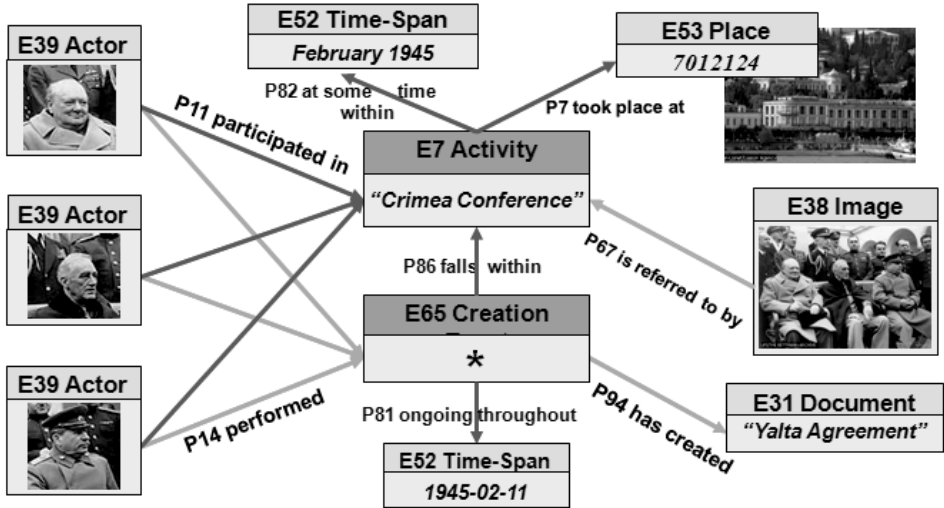 E39 Actor
E52 Time-Span
February 1945
E53 Place
7012124
P82 at some time
within
P7 took place at
P11 participated in
E7 Activity
“Crimea Conference”
E39 Actor
E38 Image
P67 is referred to by
P86 falls within
E65 Creation
*
E39 Actor
P14 performed
P81 ongoing throughout
P94 has created
E31 Document
“Yalta Agreement”
E52 Time-Span
1945-02-11